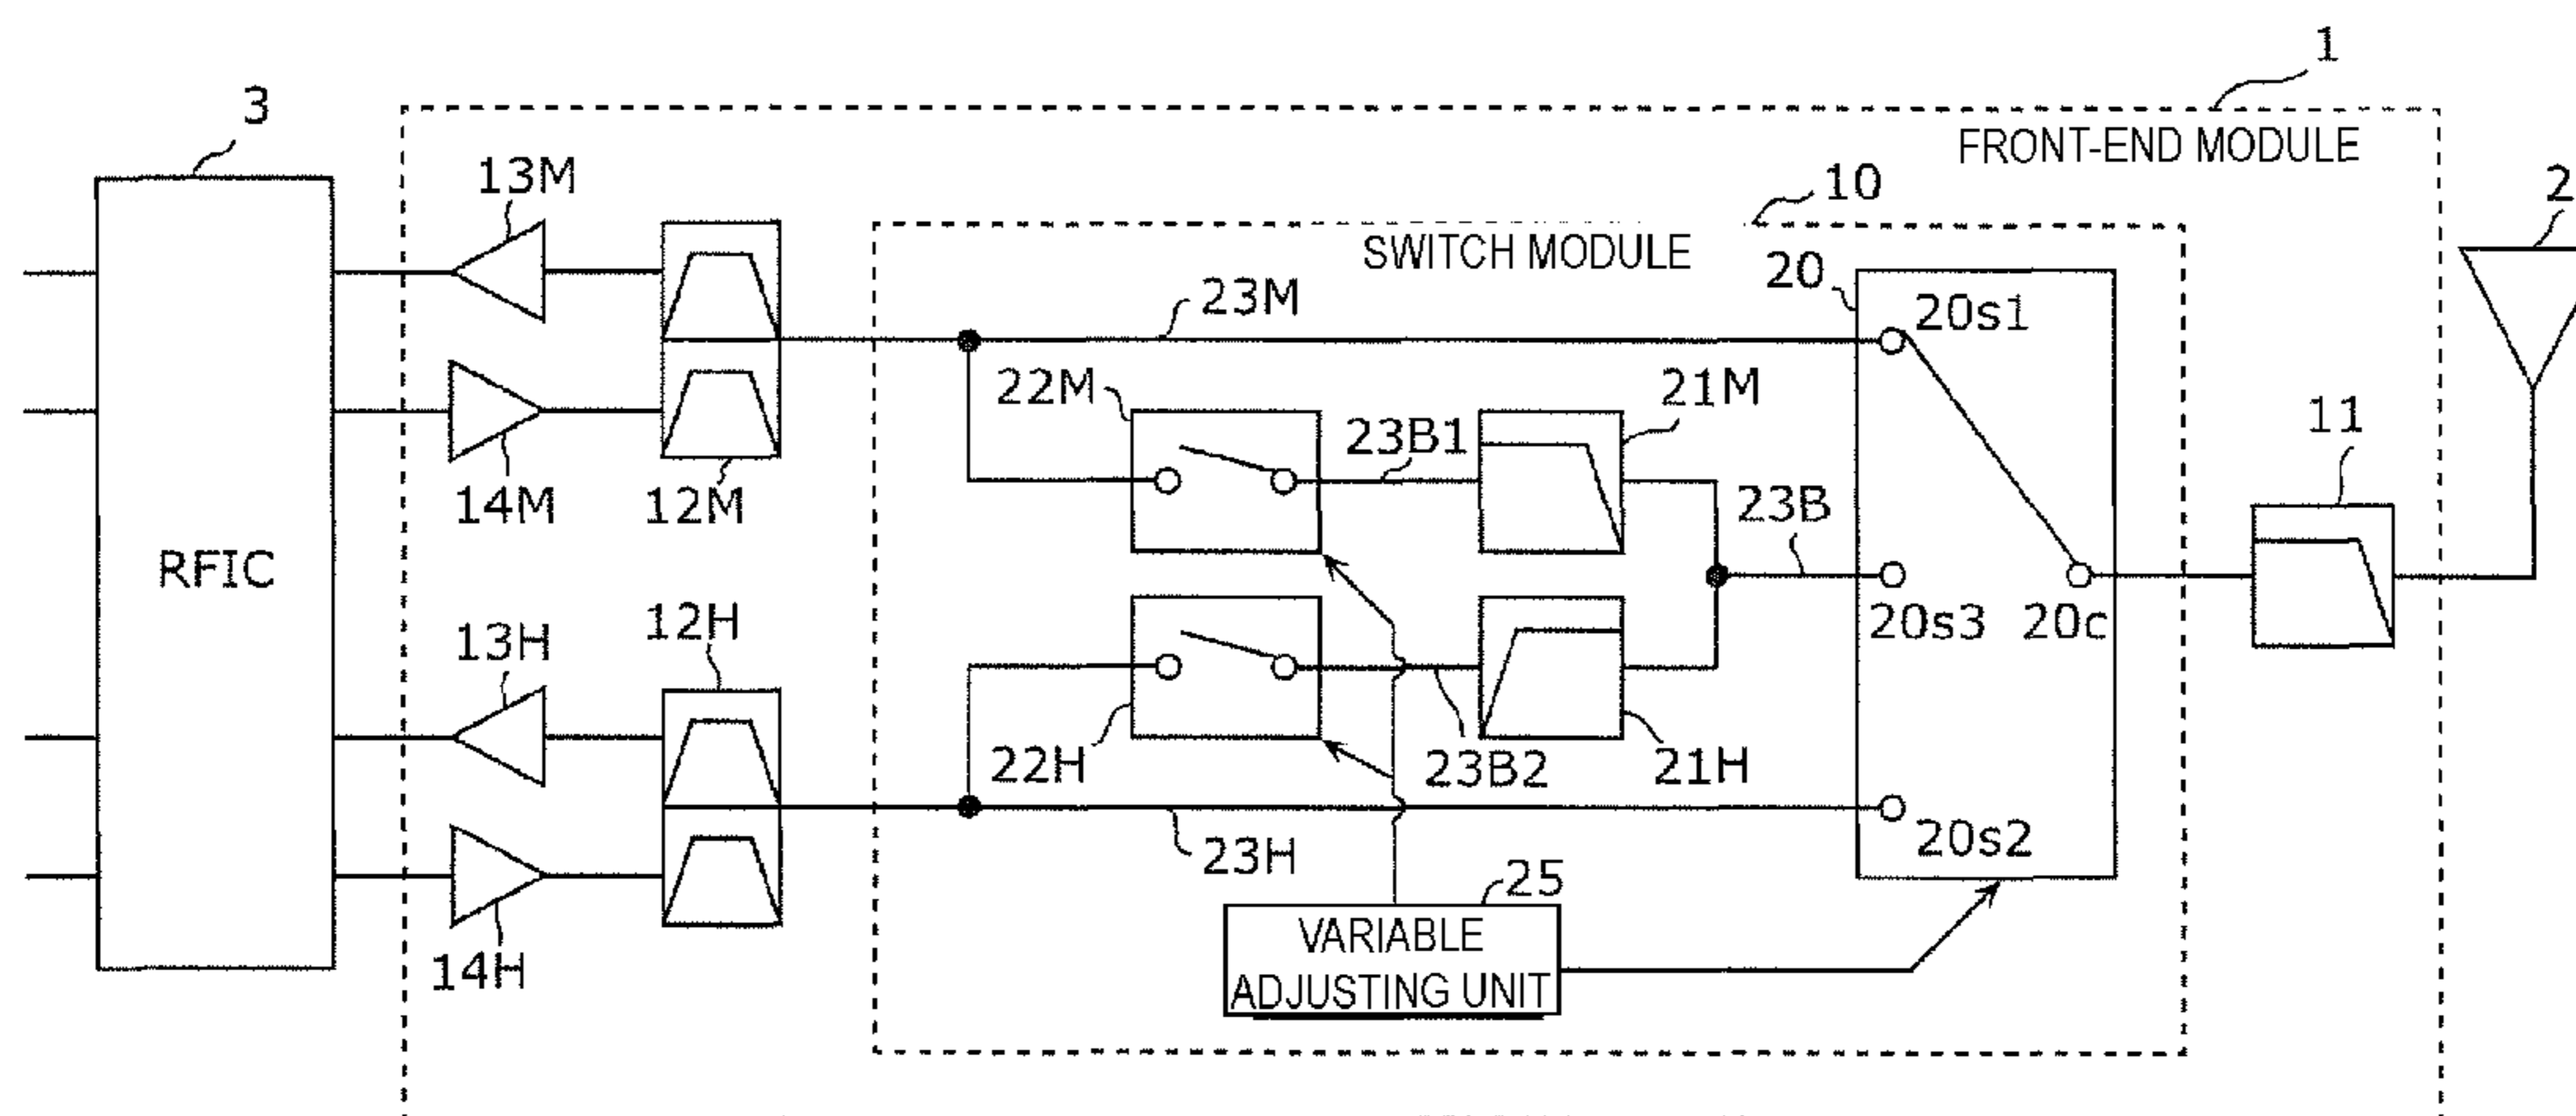 1
3
FRONT-END MODULE
13M
10
2
SWITCH MODULE
20
23M
20s1
22M
21M
11
23B1
14M
12M
23B
RFIC
20s3
20c
13H
12H
22H
23B2
21H
23H
20s2
25
14H
VARIABLE
ADJUSTING UNIT